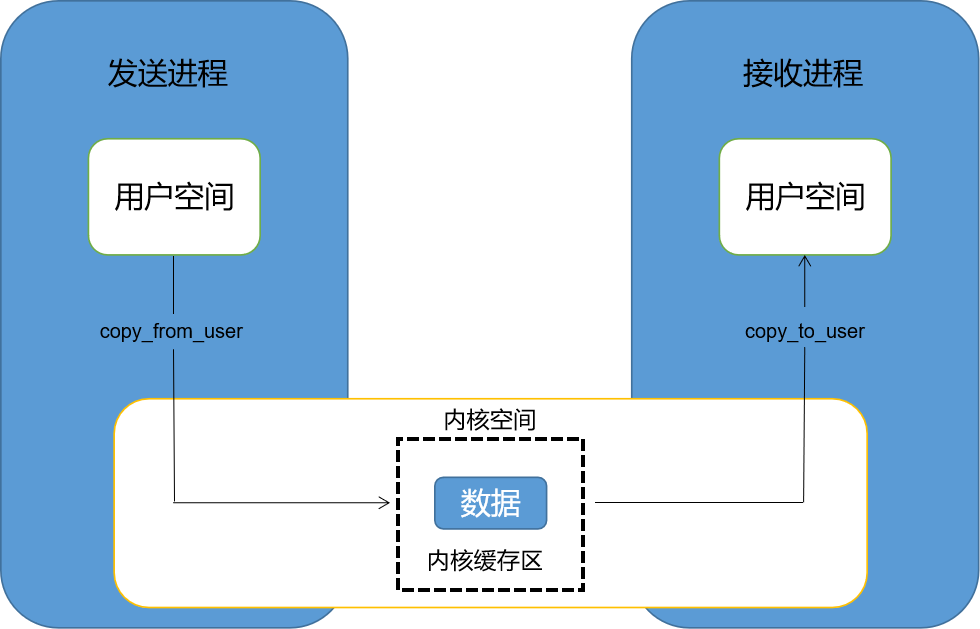 发送进程
接收进程
用户空间
用户空间
copy_from_user
copy_to_user
内核空间
数据
内核缓存区